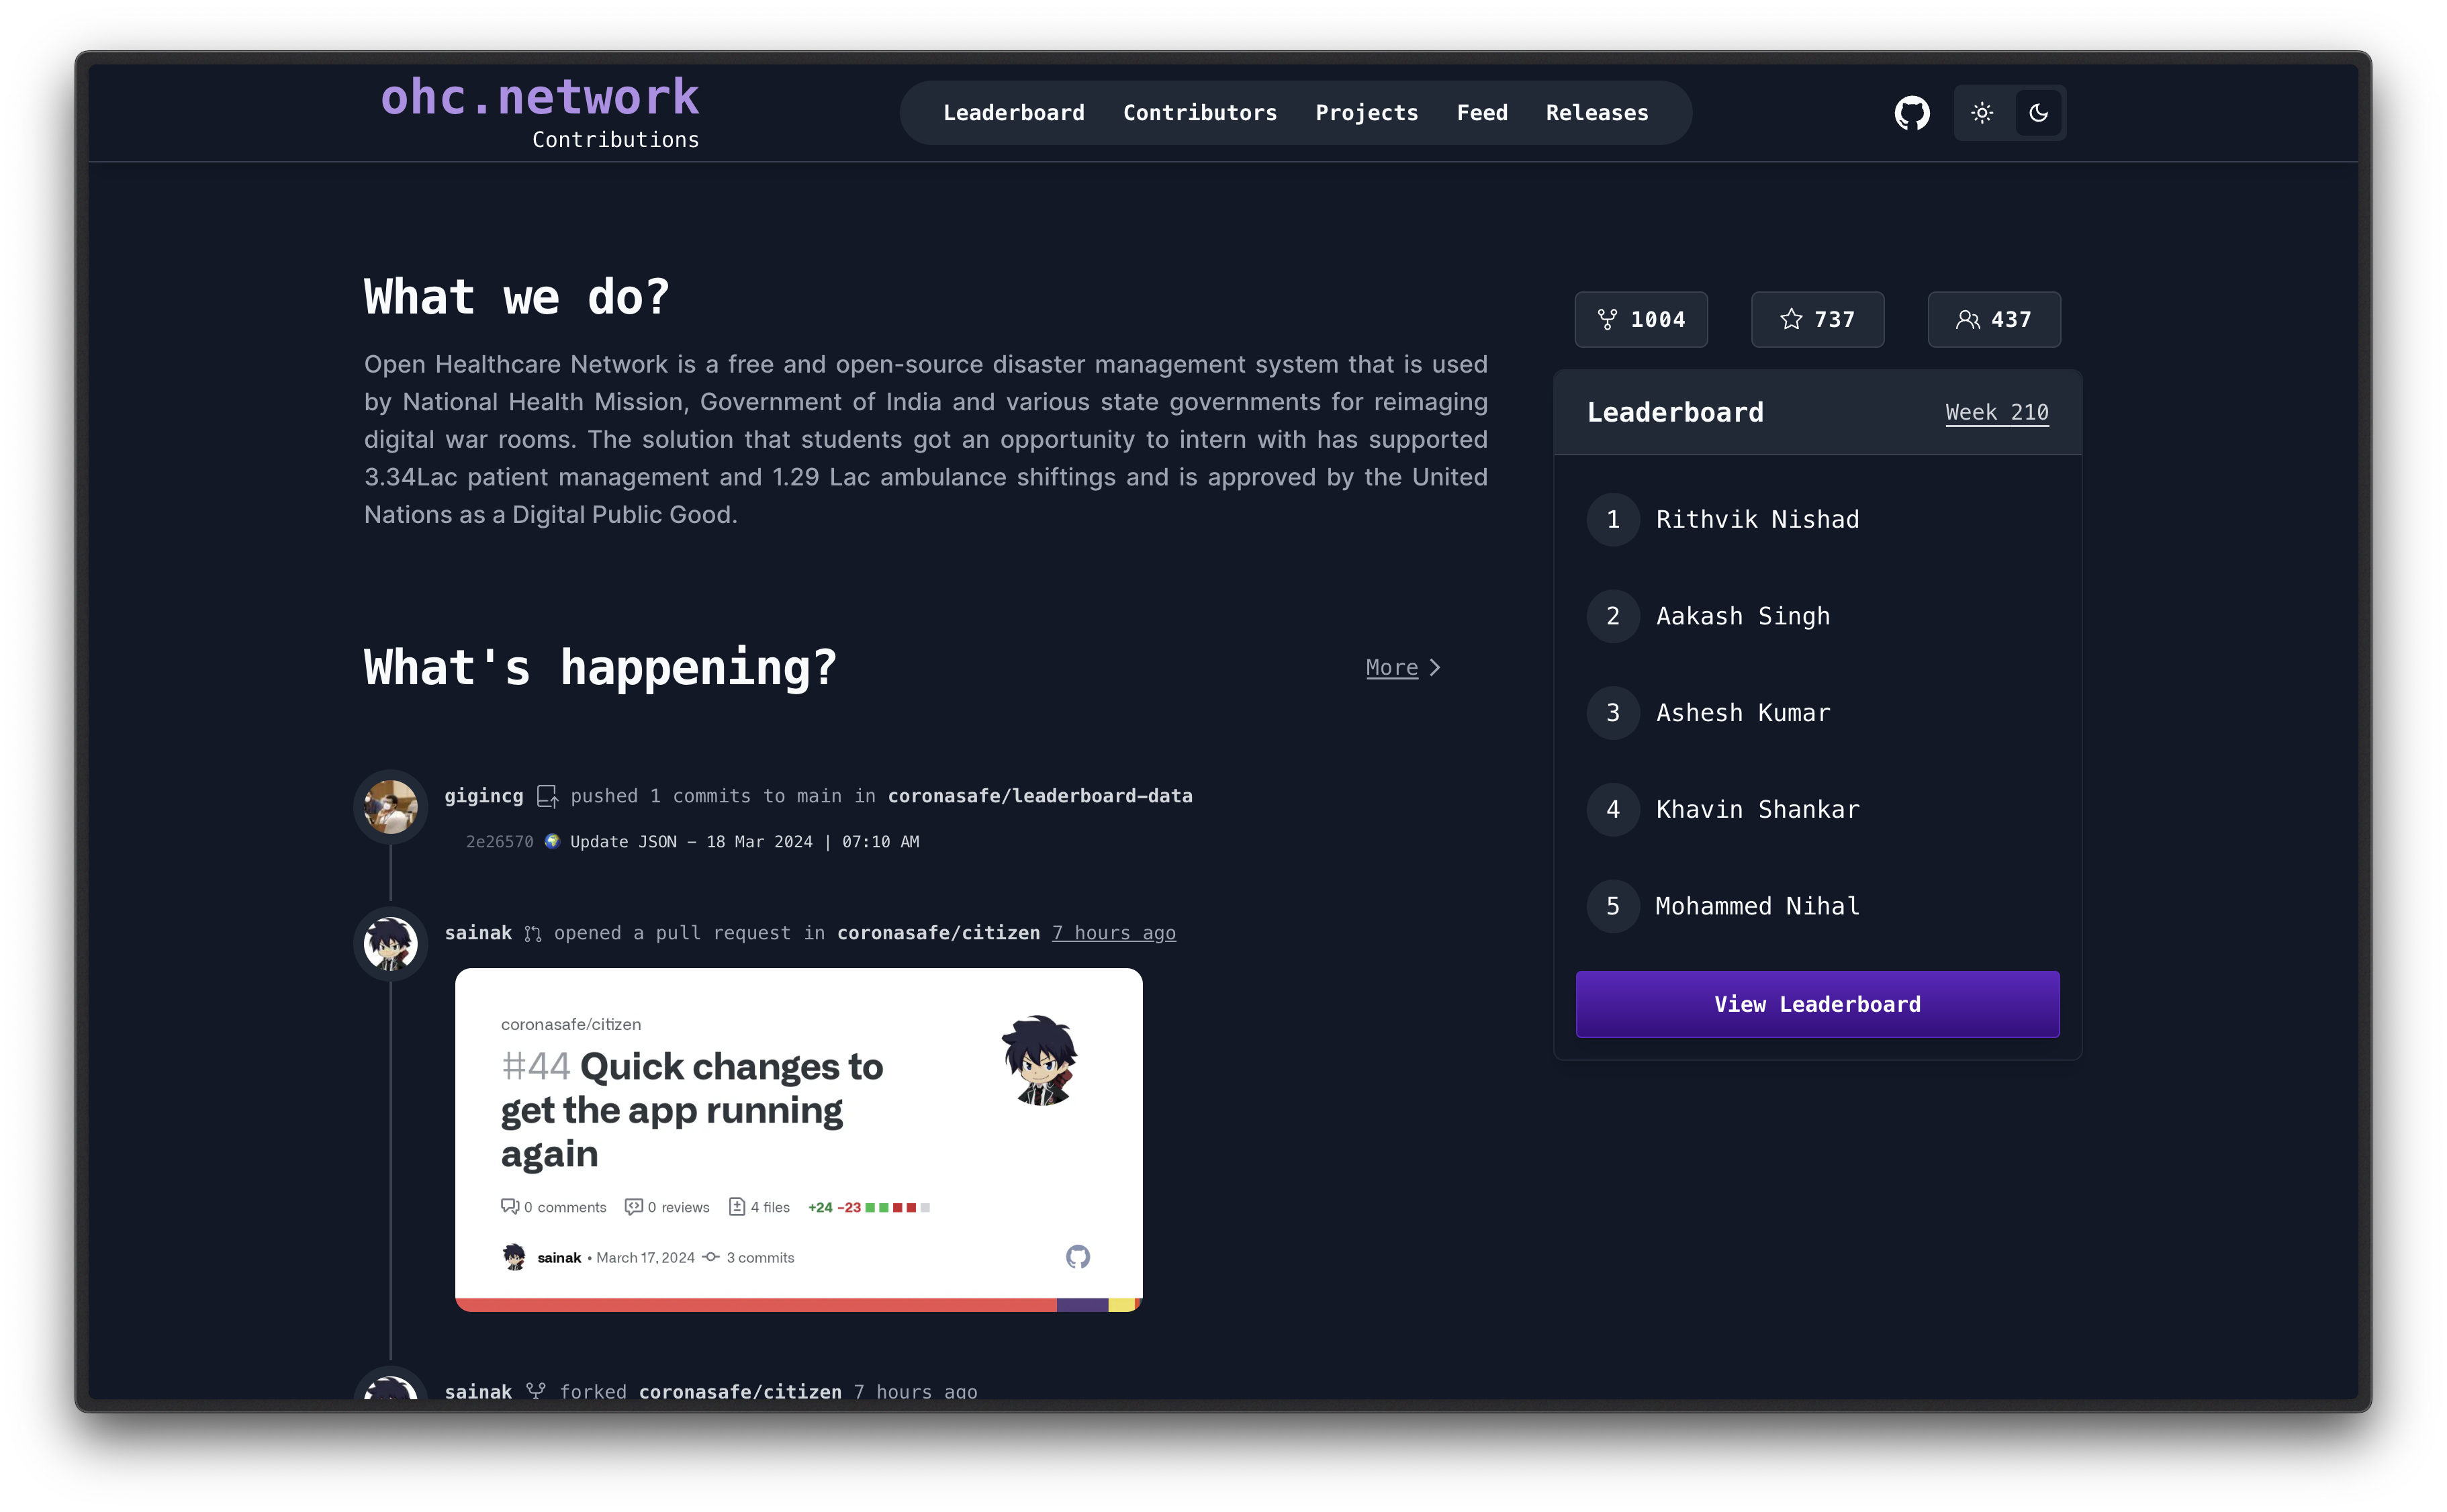 ohc.network
Contributions
Leaderboard Contributors Projects Feed Releases
What we do?
Open Healthcare Network is a free and open-source disaster management system that is used
by National Health Mission, Government of India and various state governments for reimaging
digital war rooms. The solution that students got an opportunity to intern with has supported
3.34Lac patient management and 1.29 Lac ambulance shiftings and is approved by the United
Nations as a Digital Public Good.
What's happening?
More
gigincg pushed 1 commits to main in coronasafe/leaderboard-data
2e26570 🌍 Update JSON – 18 Mar 2024 | 07:10 AM
sainak opened a pull request in coronasafe/citizen 7 hours ago
coronasafe/citizen
#44 Quick changes to
get the app running
again
0 comments 0 reviews 4 files +24 −23
sainak • March 17, 2024 3 commits
sainak forked coronasafe/citizen 7 hours ago
1004 737 437
Leaderboard Week 210
1 Rithvik Nishad
2 Aakash Singh
3 Ashesh Kumar
4 Khavin Shankar
5 Mohammed Nihal
View Leaderboard